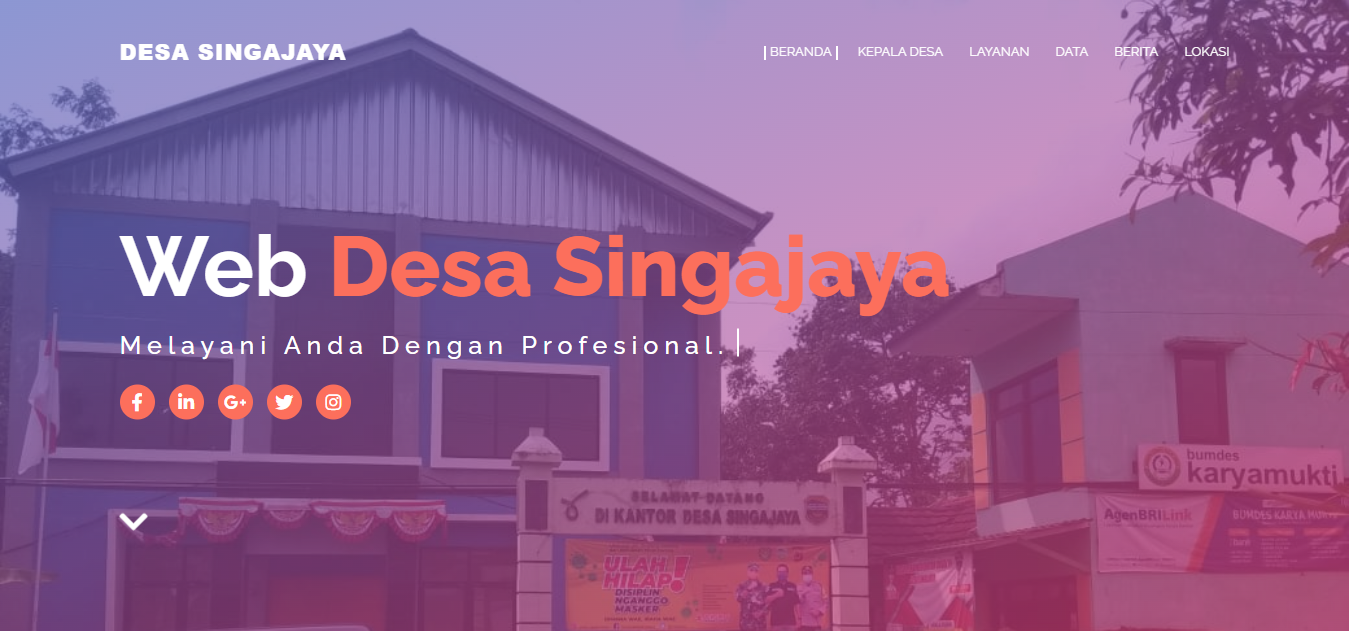 DESA SINGAJAYA
| BERANDA | KEPALA DESA LAYANAN DATA BERITA LOKASI
Web Desa Singajaya
Melayani Anda Dengan Profesional.
bumdes
karyamukti
SELAMAT DATANG
DI KANTOR DESA SINGAJAYA
AgenBRILink
BUMDES KARYA MUKTI
ULAH
HILAP!
DISIPLIN
NGANGGO
MASKER